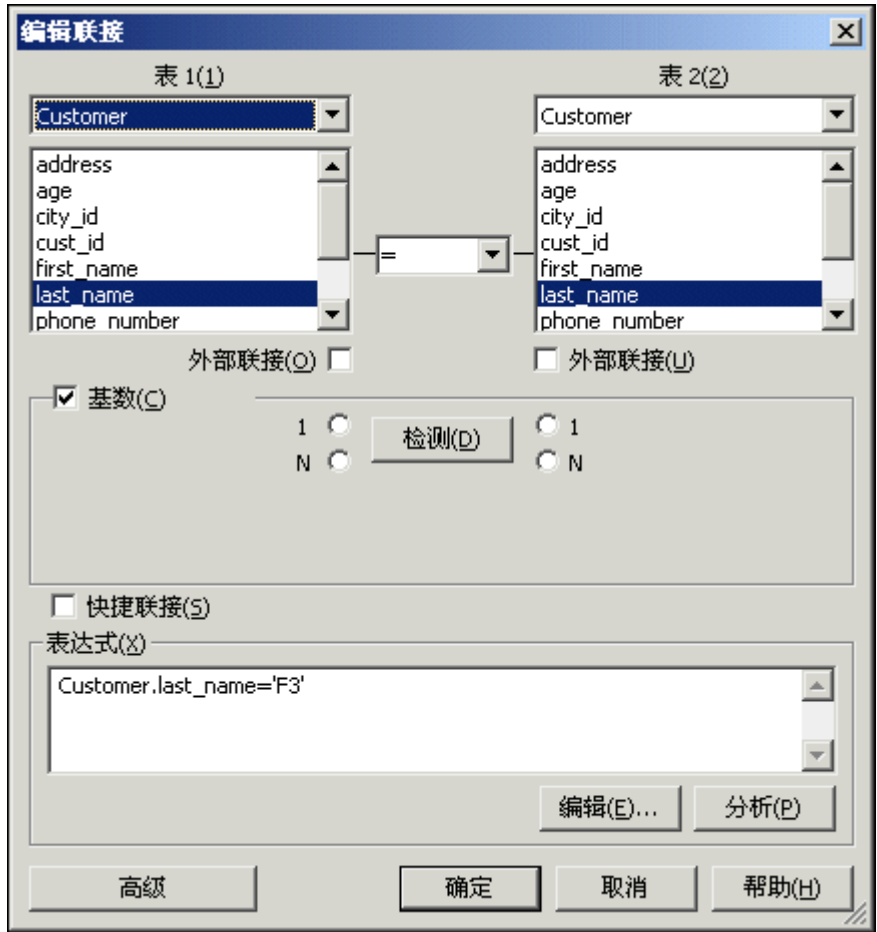 编辑联接
表 1(1) 表 2(2)
Customer Customer
address address
age age
city_id city_id
cust_id cust_id
= 
first_name first_name
last_name last_name
phone_number phone_number
外部联接(O) 外部联接(U)
基数(C)
1 检测(D) 1
N N
快捷联接(S)
表达式(X)
Customer.last_name='F3'
编辑(E)... 分析(P)
高级 确定 取消 帮助(H)